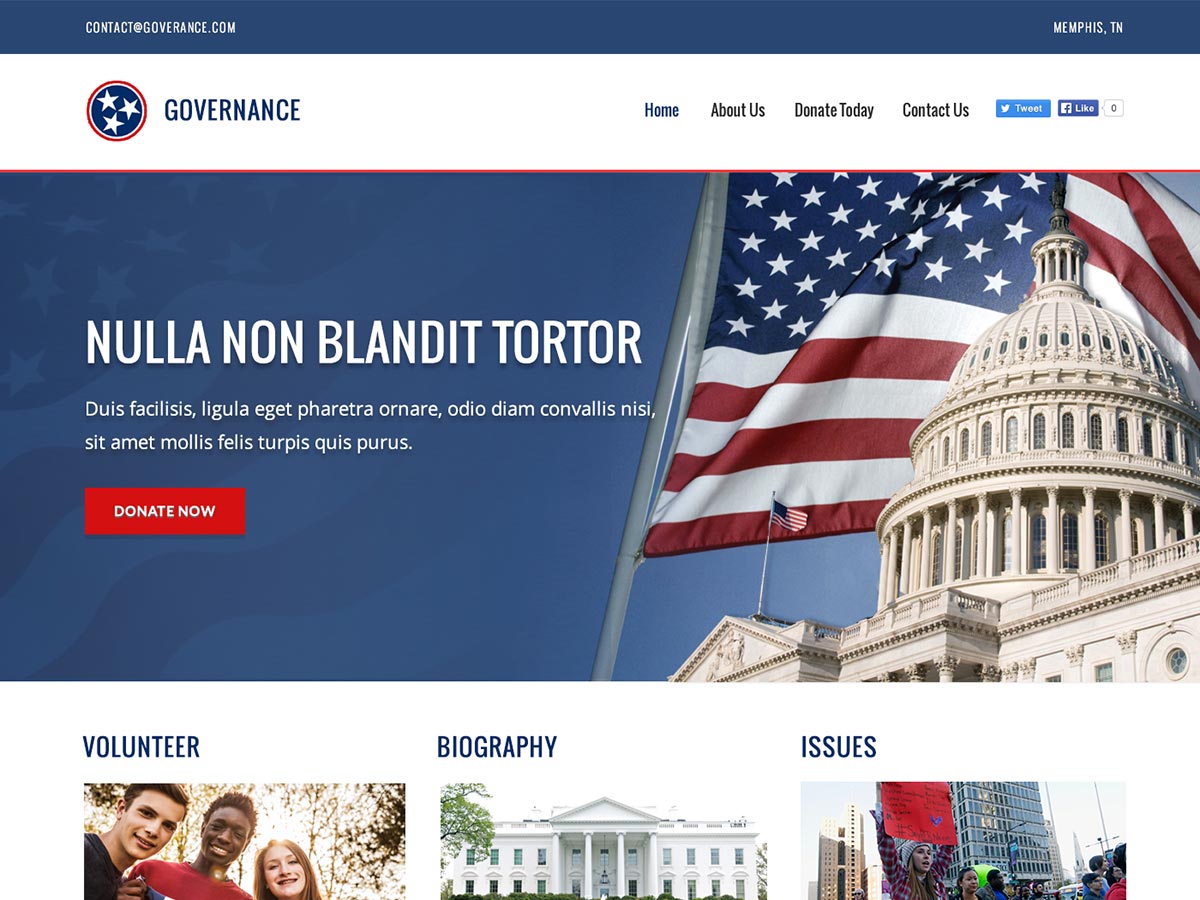 CONTACT@GOVERANCE.COM
MEMPHIS, TN
GOVERNANCE
Home
About Us
Donate Today
Contact Us
Tweet
Like
0
NULLA NON BLANDIT TORTOR
Duis facilisis, ligula eget pharetra ornare, odio diam convallis nisi,
sit amet mollis felis turpis quis purus.
DONATE NOW
VOLUNTEER
BIOGRAPHY
ISSUES